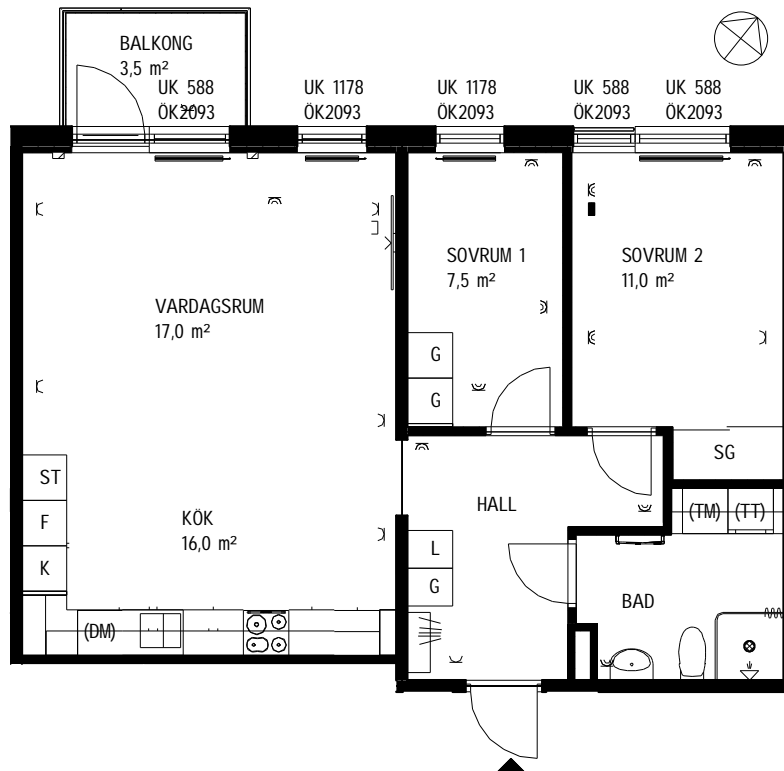 BALKONG
3,5 m²
UK 588
ÖK2093
UK 1178
ÖK2093
UK 1178
ÖK2093
UK 588
ÖK2093
UK 588
ÖK2093
VARDAGSRUM
17,0 m²
SOVRUM 1
7,5 m²
SOVRUM 2
11,0 m²
G
G
SG
ST
F
K
KÖK
16,0 m²
HALL
L
G
(TM)
(TT)
BAD
(DM)